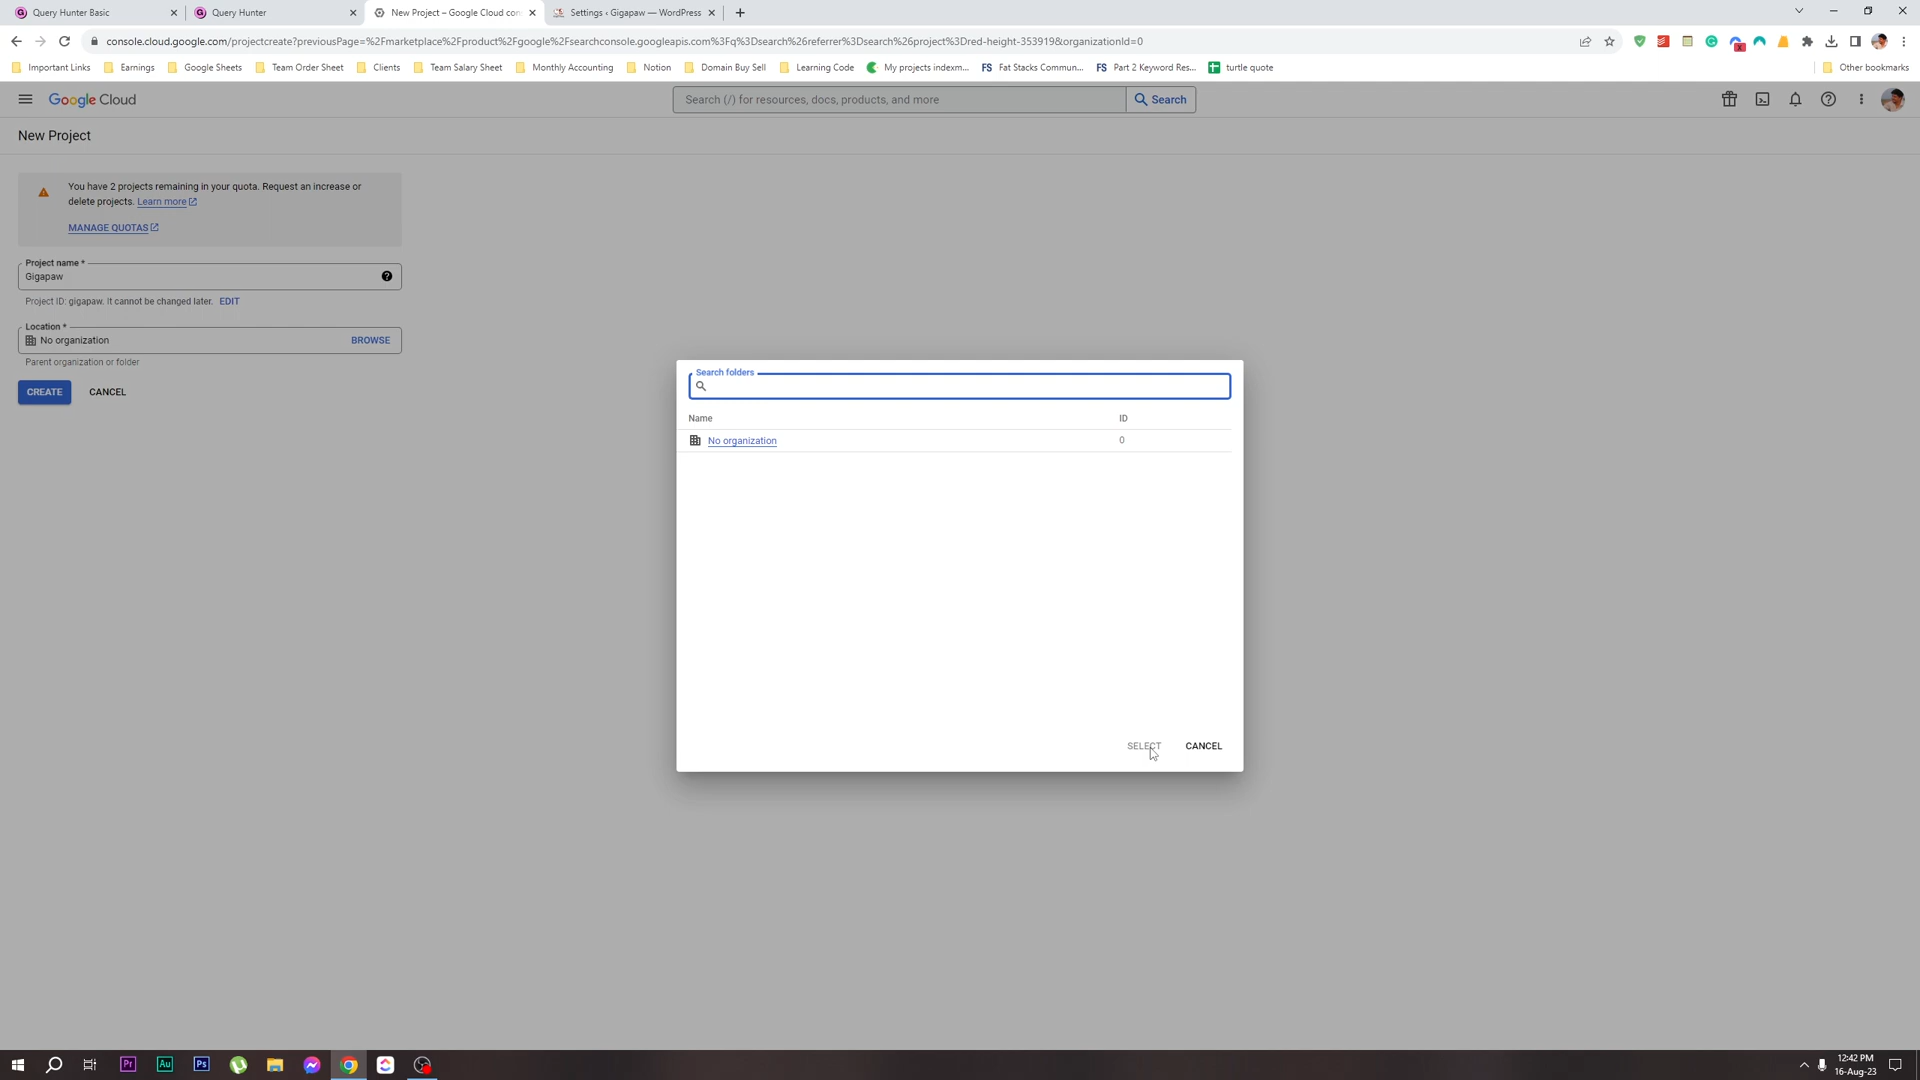 Query Hunter Basic
Query Hunter
New Project – Google Cloud con
Settings ‹ Gigapaw — WordPress
console.cloud.google.com/projectcreate?previousPage=%2Fmarketplace%2Fproduct%2Fgoogle%2Fsearchconsole.googleapis.com%3Fq%3Dsearch%26referrer%3Dsearch%26project%3Dred-height-353919&organizationId=0
Important Links
Earnings
Google Sheets
Team Order Sheet
Clients
Team Salary Sheet
Monthly Accounting
Notion
Domain Buy Sell
Learning Code
My projects indexm...
FS Fat Stacks Commun...
FS Part 2 Keyword Res...
turtle quote
Other bookmarks
Google Cloud
Search (/) for resources, docs, products, and more
Search
New Project
You have 2 projects remaining in your quota. Request an increase or
delete projects. Learn more
MANAGE QUOTAS
Project name *
Gigapaw
Project ID: gigapaw. It cannot be changed later. EDIT
Location *
No organization
BROWSE
Parent organization or folder
CREATE
CANCEL
Search folders
Name
ID
No organization
0
SELECT
CANCEL
Pr
Au
Ps
12:42 PM
16-Aug-23